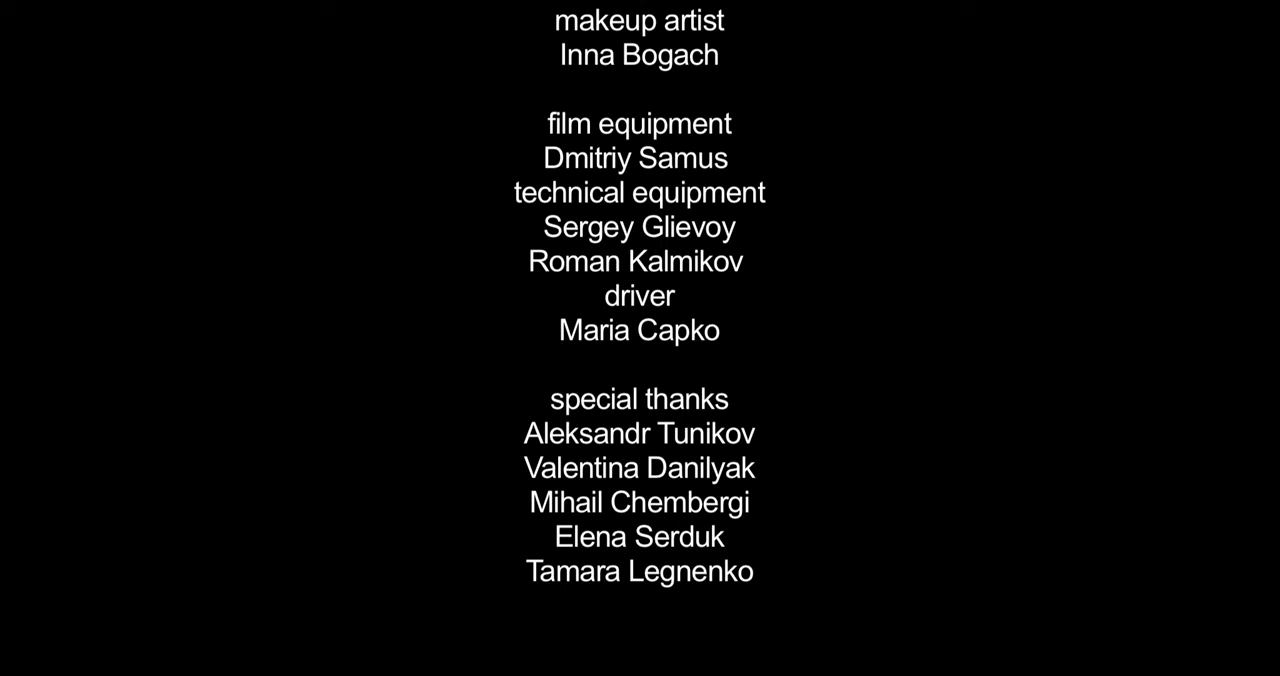 makeup artist
Inna Bogach
film equipment
Dmitriy Samus
technical equipment
Sergey Glievoy
Roman Kalmikov
driver
Maria Capko
special thanks
Aleksandr Tunikov
Valentina Danilyak
Mihail Chembergi
Elena Serduk
Tamara Legnenko